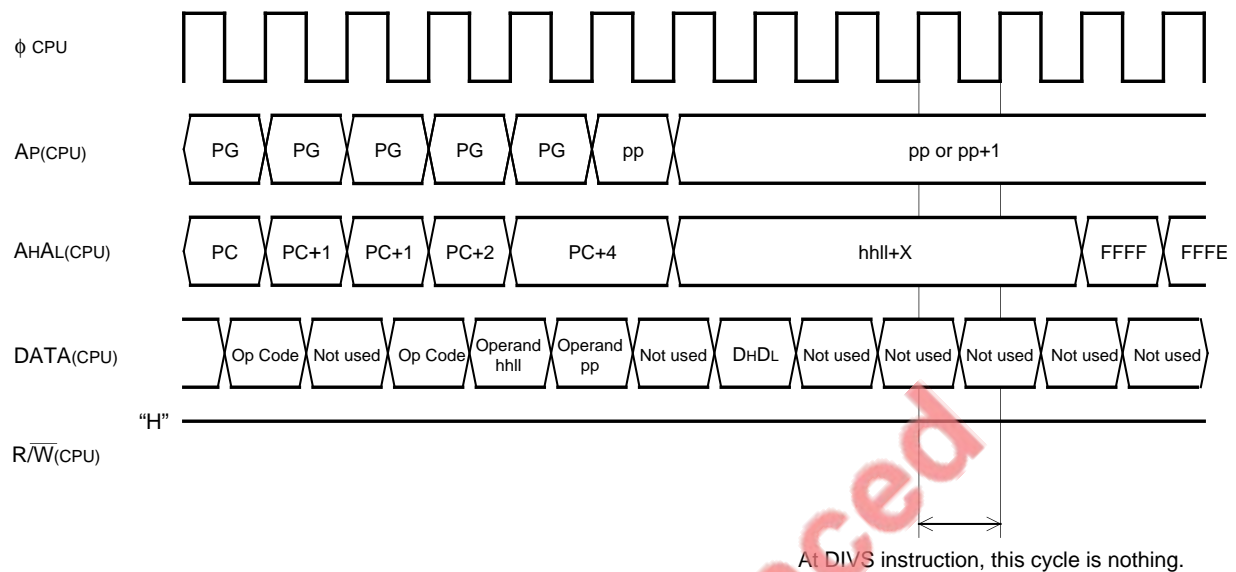 φ CPU
AP(CPU) PG PG PG PG PG pp pp or pp+1
AHAL(CPU) PC PC+1 PC+1 PC+2 PC+4 hhll+X FFFF FFFE
DATA(CPU) Op Code Not used Op Code Operand hhll Operand pp Not used DHDL Not used Not used Not used Not used Not used
“H”
R/W̅(CPU)
At DIVS instruction, this cycle is nothing.